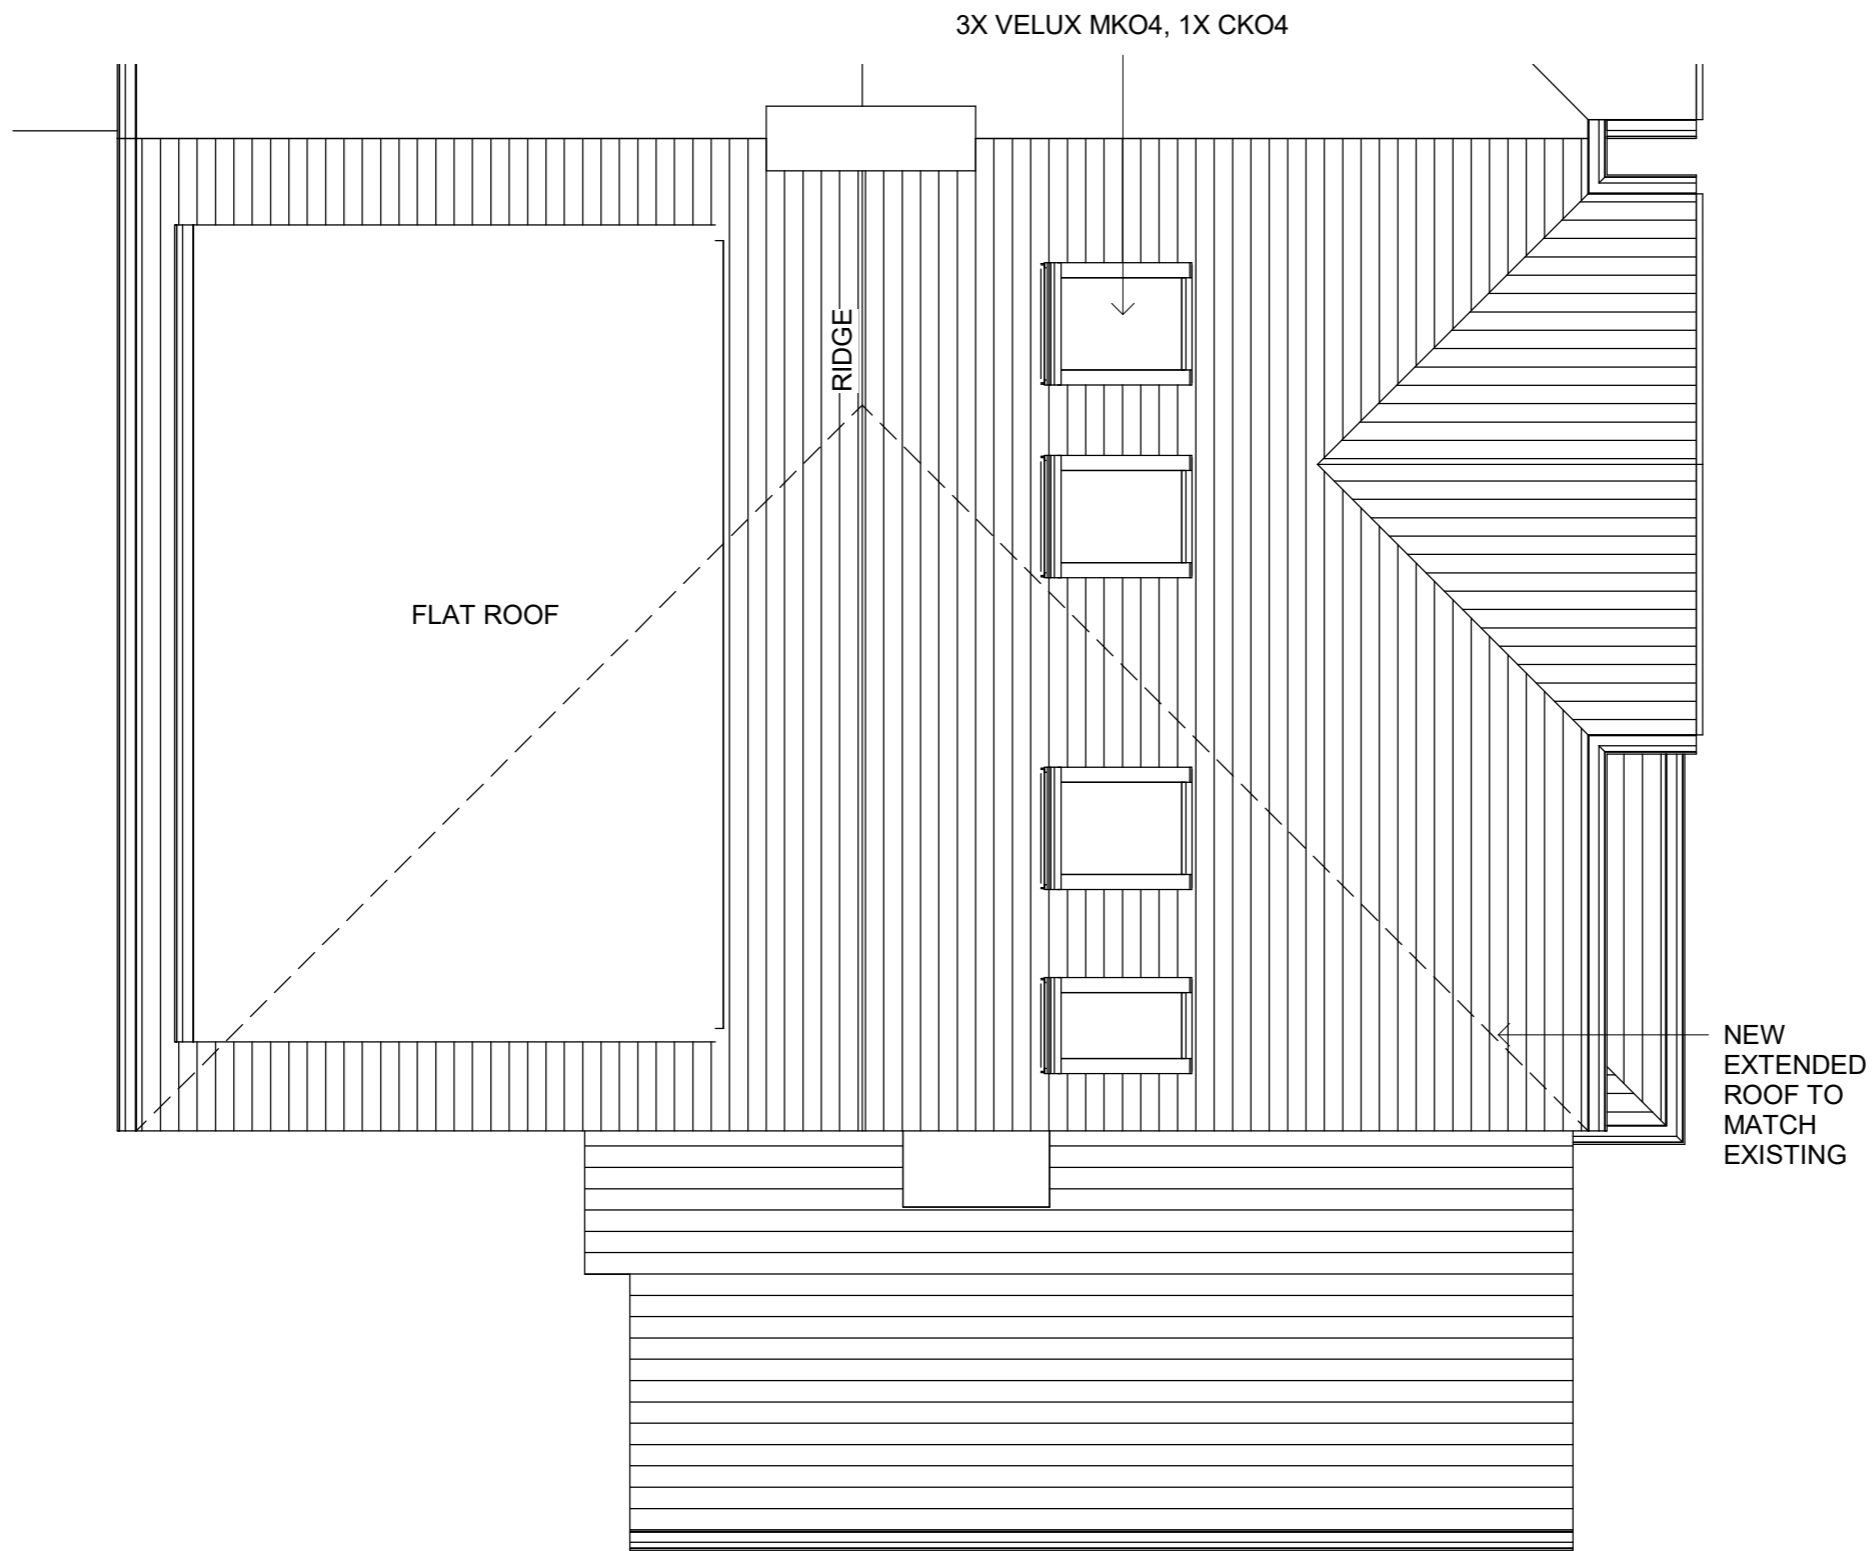 3X VELUX MKO4, 1X CKO4
RIDGE
FLAT ROOF
NEW
EXTENDED
ROOF TO
MATCH
EXISTING